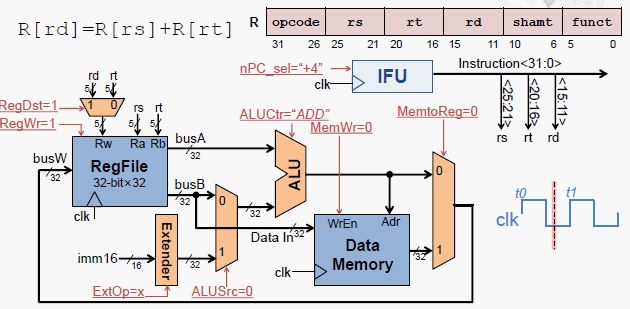 R[rd]=R[rs]+R[rt]
R opcode rs rt rd shamt funct
31 26 25 21 20 16 15 11 10 6 5 0
nPC_sel="+4"
clk
IFU
Instruction<31:0>
<25:21>
<20:16>
<15:11>
rs rt rd
rd rt
5 5
RegDst=1
1 0
rs rt
RegWr=1
5 5 5
Rw Ra Rb
RegFile
32-bit×32
clk
busW
32
busA
32
busB
32
ALUCtr="ADD"
ALU
MemWr=0
MemtoReg=0
0
1
32
32
0
1
Data In
32
WrEn Adr
Data
Memory
clk
32
imm16
16
Extender
32
ExtOp=x
ALUSrc=0
t0 t1
clk